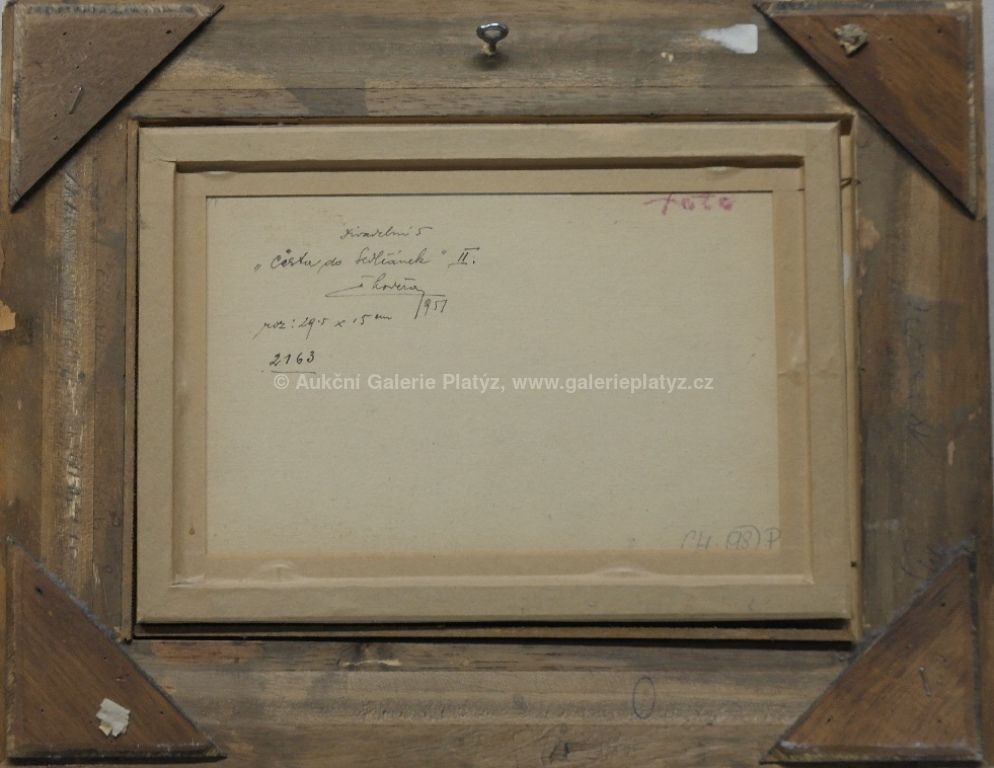 foto
Divadelní 5
„Cesta do Sedlčánek" II.
1951
roz: 29.5 x 15 cm
2163
© Aukční Galerie Platýz, www.galerieplatyz.cz